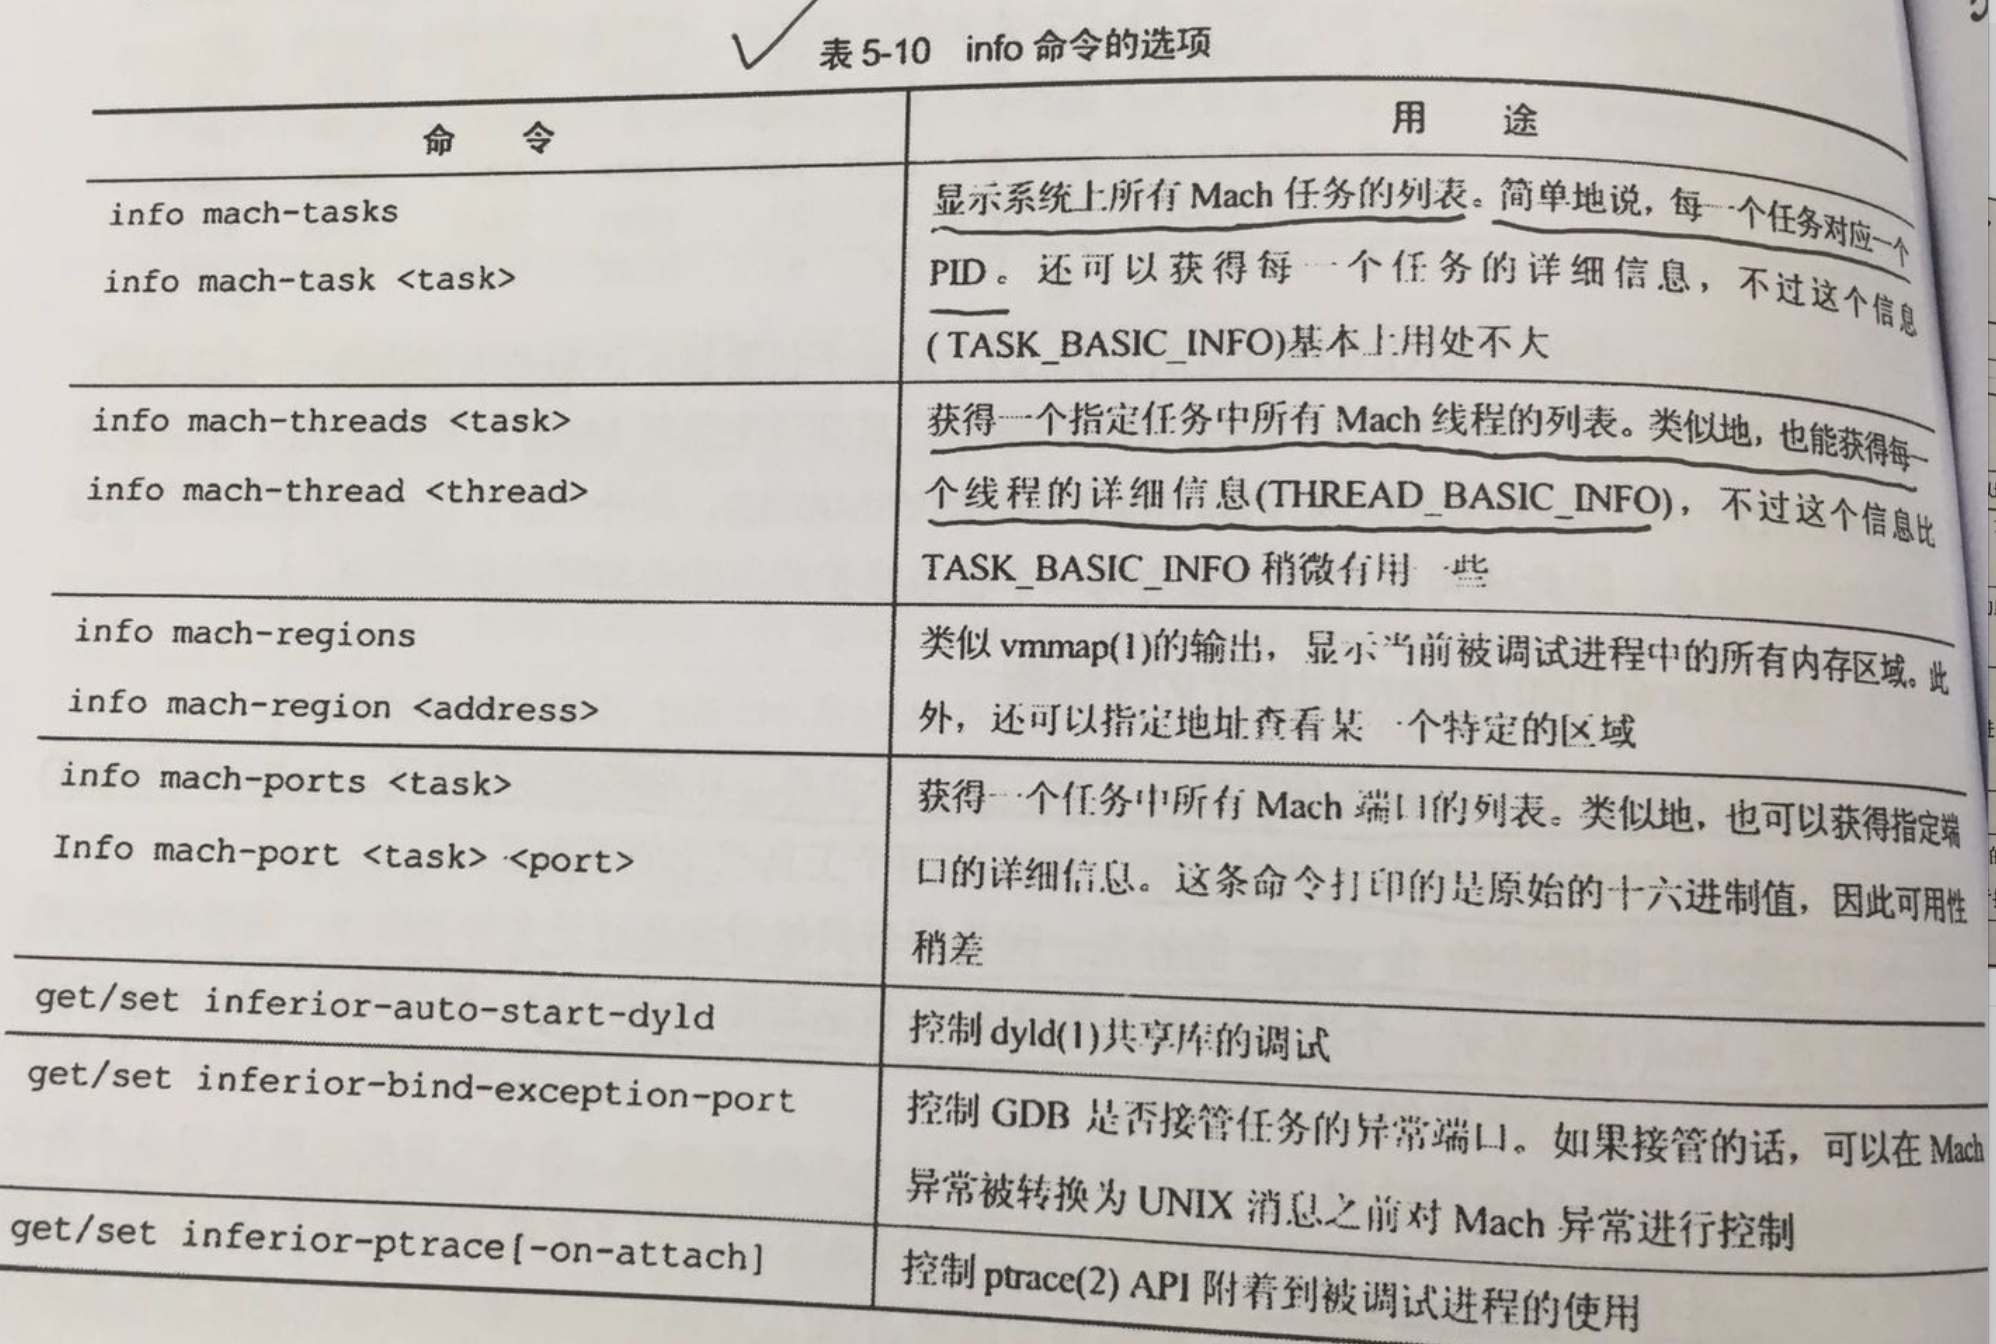 表 5-10 info 命令的选项
命 令
用 途
info mach-tasks
info mach-task <task>
显示系统上所有 Mach 任务的列表。简单地说，每一个任务对应一个
PID。还可以获得每一个任务的详细信息，不过这个信息
(TASK_BASIC_INFO)基本上用处不大
info mach-threads <task>
info mach-thread <thread>
获得一个指定任务中所有 Mach 线程的列表。类似地，也能获得每一
个线程的详细信息(THREAD_BASIC_INFO)，不过这个信息比
TASK_BASIC_INFO 稍微有用一些
info mach-regions
info mach-region <address>
类似 vmmap(1)的输出，显示当前被调试进程中的所有内存区域。此
外，还可以指定地址查看某一个特定的区域
info mach-ports <task>
Info mach-port <task> <port>
获得一个任务中所有 Mach 端口的列表。类似地，也可以获得指定端
口的详细信息。这条命令打印的是原始的十六进制值，因此可用性
稍差
get/set inferior-auto-start-dyld
控制 dyld(1)共享库的调试
get/set inferior-bind-exception-port
控制 GDB 是否接管任务的异常端口。如果接管的话，可以在 Mach
异常被转换为 UNIX 消息之前对 Mach 异常进行控制
get/set inferior-ptrace[-on-attach]
控制 ptrace(2) API 附着到被调试进程的使用